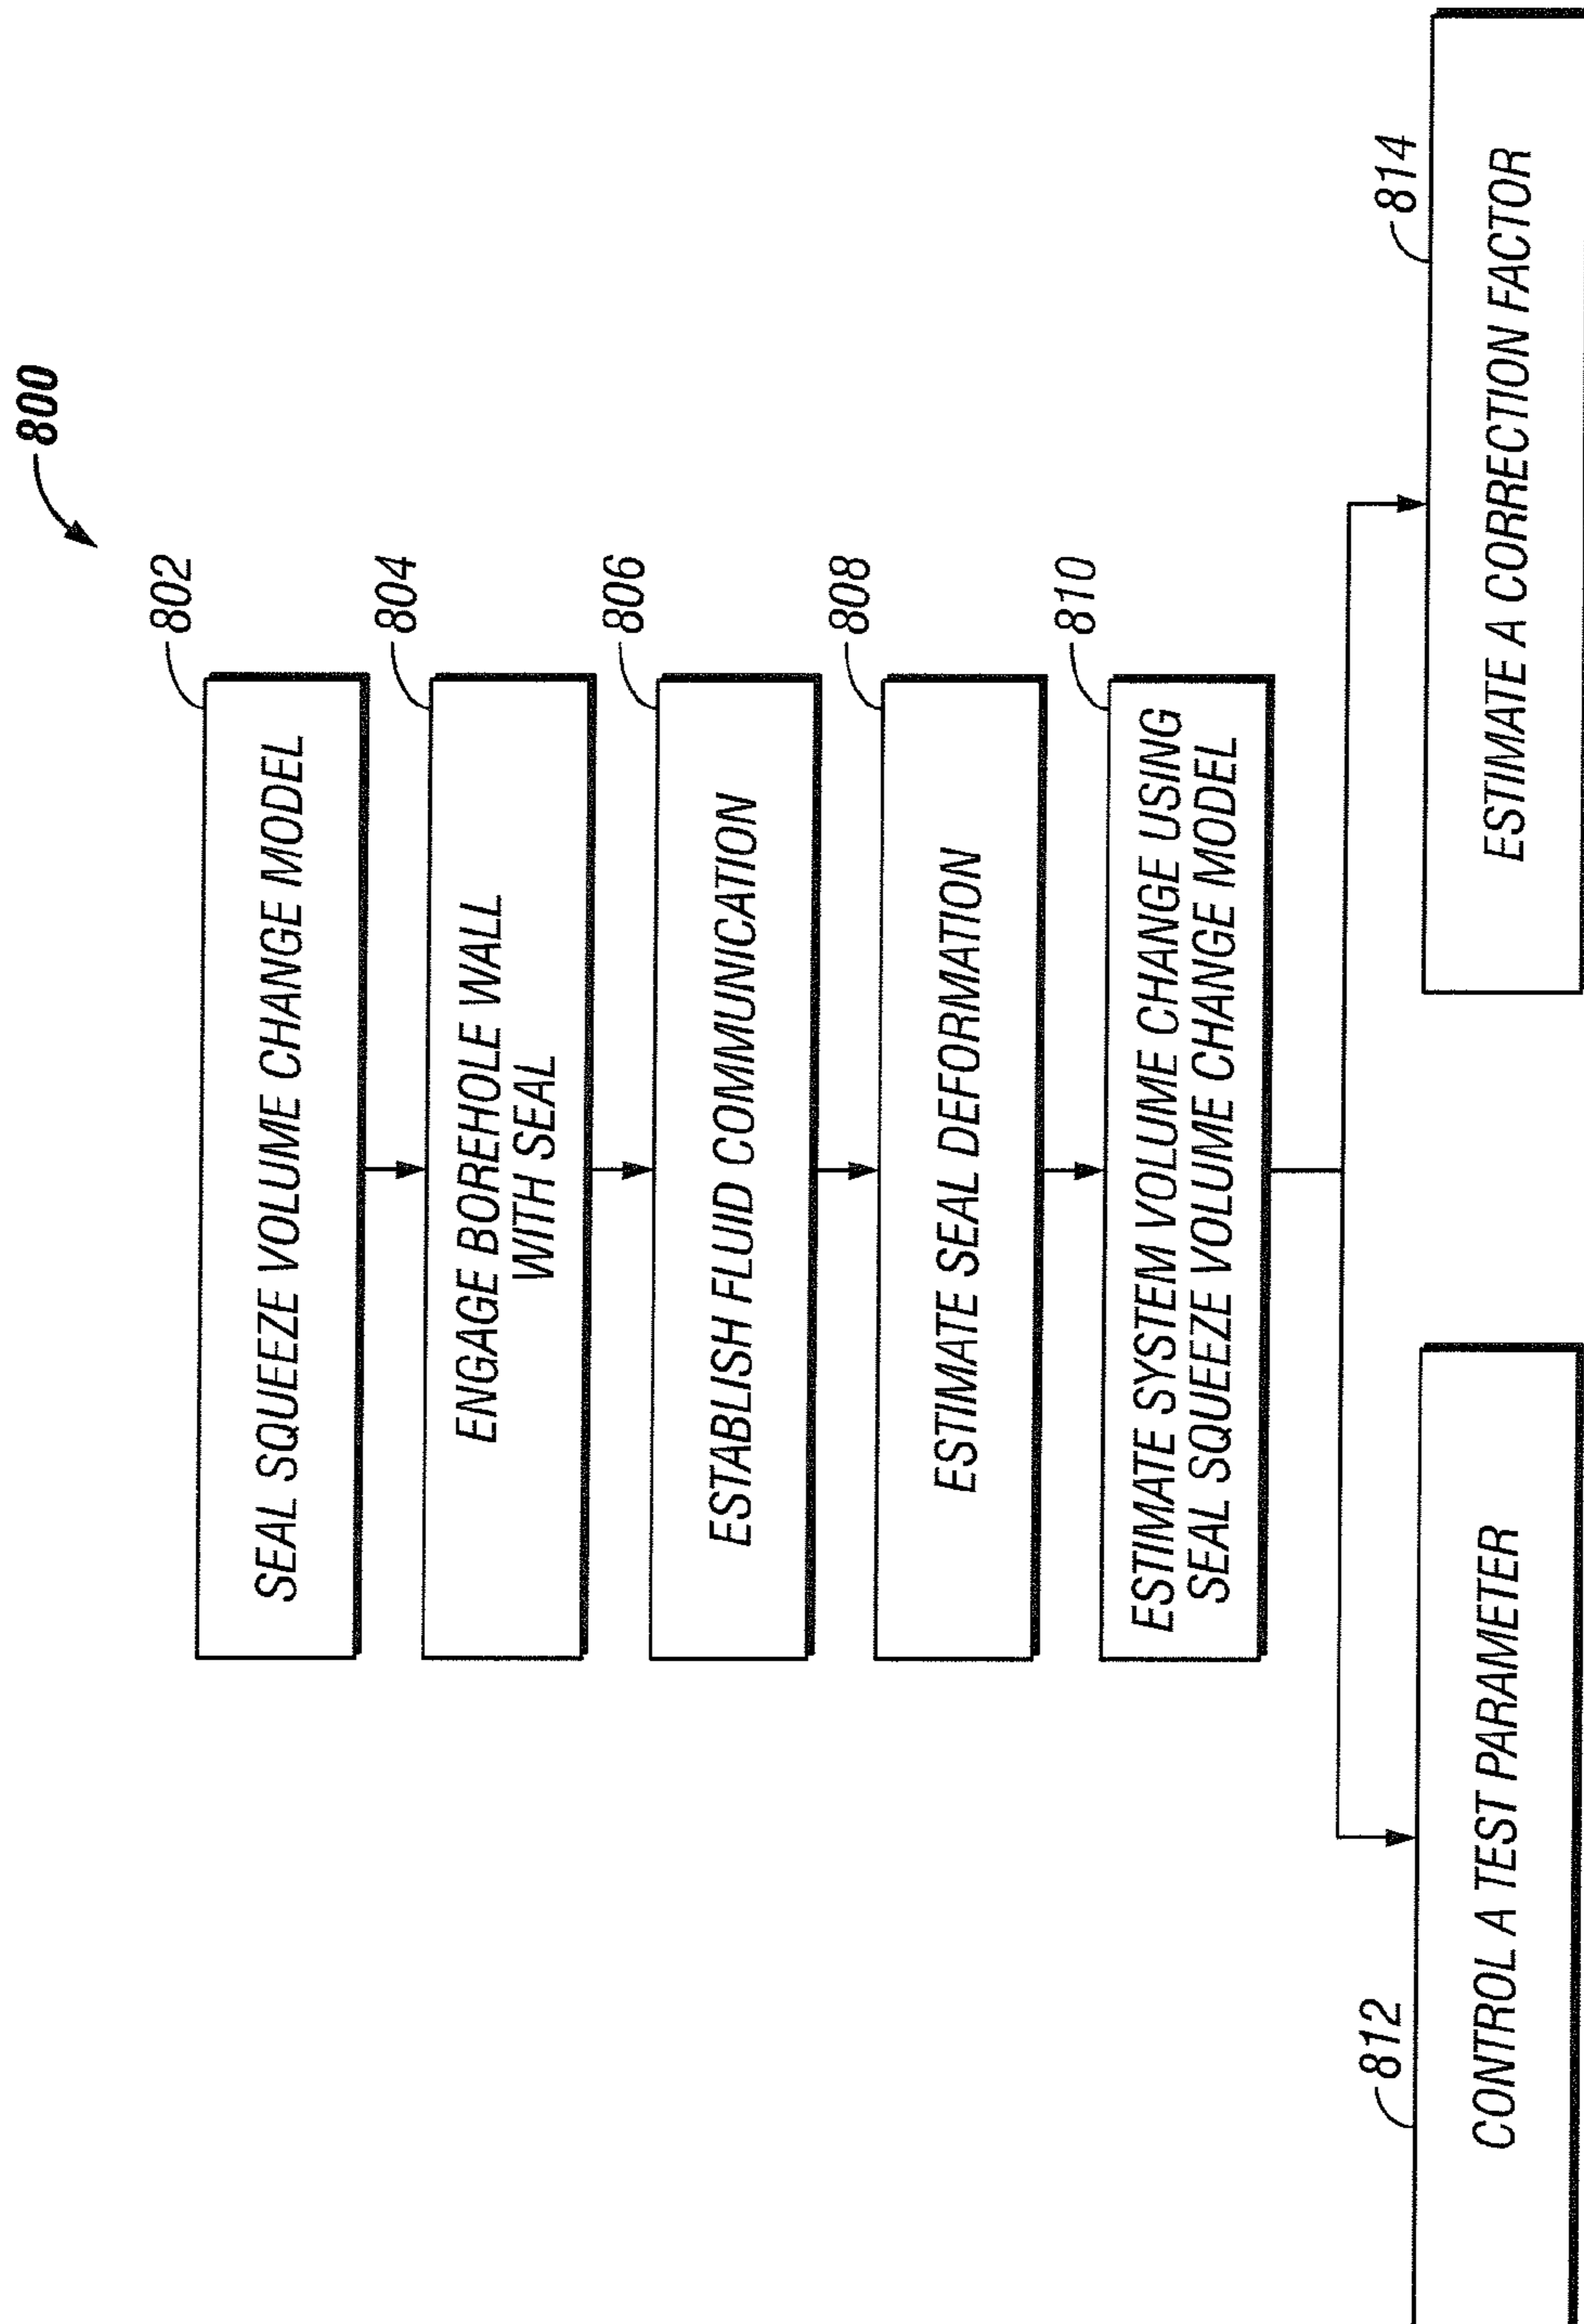 800
802
SEAL SQUEEZE VOLUME CHANGE MODEL
804
ENGAGE BOREHOLE WALL
WITH SEAL
806
ESTABLISH FLUID COMMUNICATION
808
ESTIMATE SEAL DEFORMATION
810
ESTIMATE SYSTEM VOLUME CHANGE USING
SEAL SQUEEZE VOLUME CHANGE MODEL
812
CONTROL A TEST PARAMETER
814
ESTIMATE A CORRECTION FACTOR